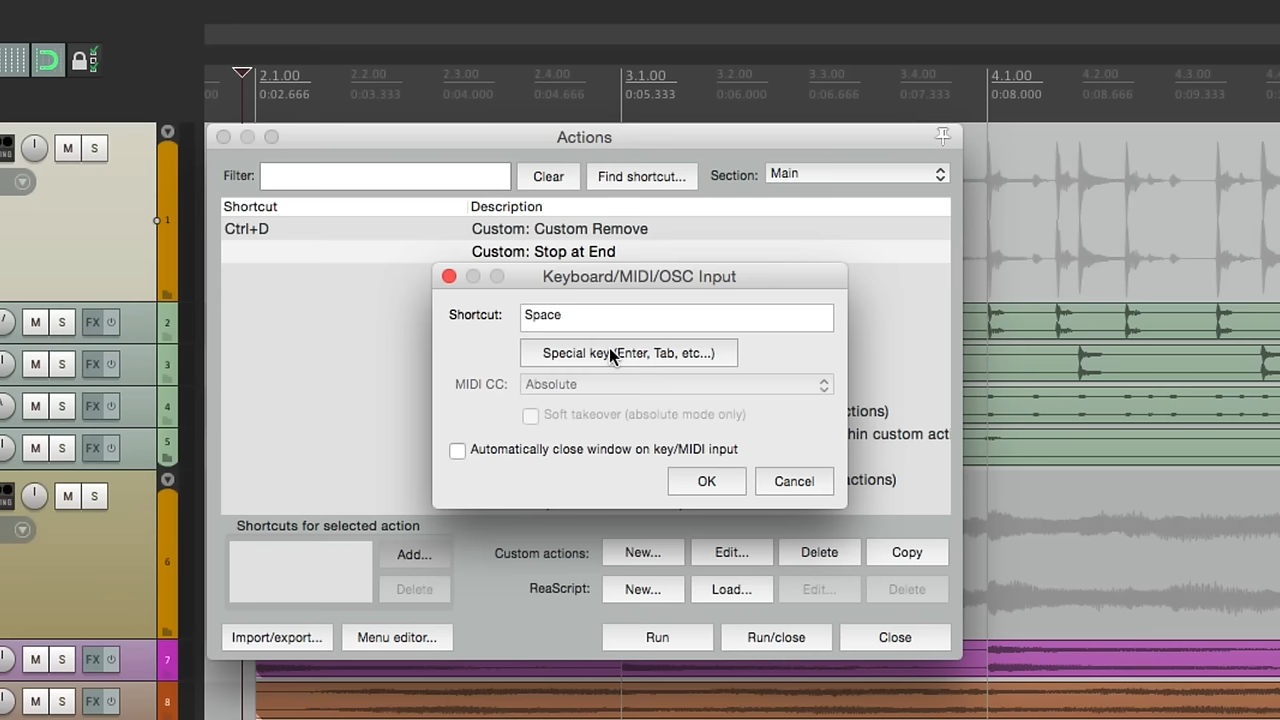 2.1.00 2.2.00 2.3.00 2.4.00 3.1.00 3.2.00 3.3.00 3.4.00 4.1.00 4.2.00 4.3.00
00 0:02.666 0:03.333 0:04.000 0:04.666 0:05.333 0:06.000 0:06.666 0:07.333 0:08.000 0:08.666 0:09.333
Actions
M S
Filter: Clear Find shortcut... Section: Main
Shortcut Description
1
Ctrl+D Custom: Custom Remove
Custom: Stop at End
Keyboard/MIDI/OSC Input
Shortcut: Space
M S FX 2
Special key (Enter, Tab, etc...)
M S FX 3
MIDI CC: Absolute
M S FX 4
Soft takeover (absolute mode only)
ctions)
hin custom act
M S FX 5
Automatically close window on key/MIDI input
OK Cancel
actions)
M S
Shortcuts for selected action
Add... Custom actions: New... Edit... Delete Copy
6
Delete ReaScript: New... Load... Edit... Delete
Import/export... Menu editor... Run Run/close Close
M S FX 7
M S FX 8